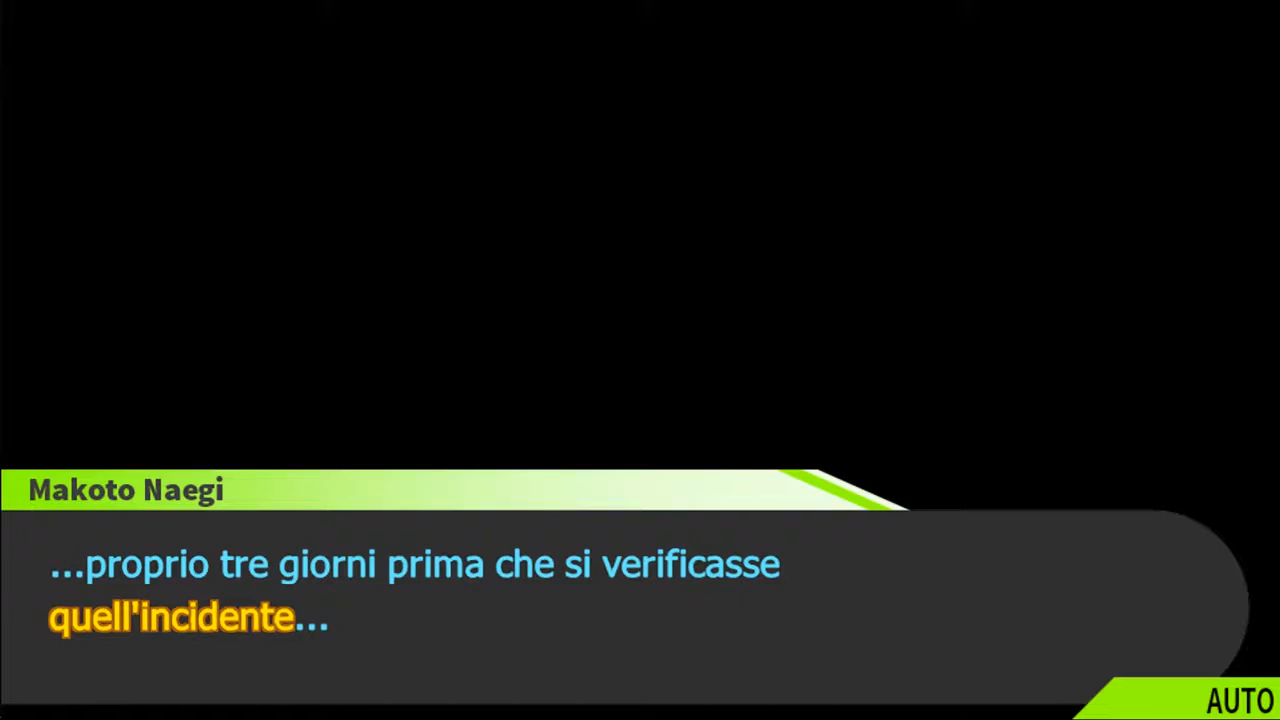 Makoto Naegi
...proprio tre giorni prima che si verificasse
quell'incidente...
AUTO